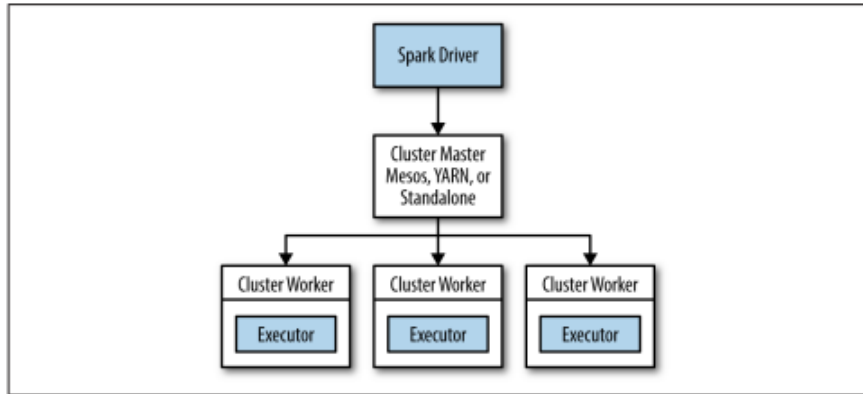 Spark Driver
Cluster Master
Mesos, YARN, or
Standalone
Cluster Worker
Cluster Worker
Cluster Worker
Executor
Executor
Executor